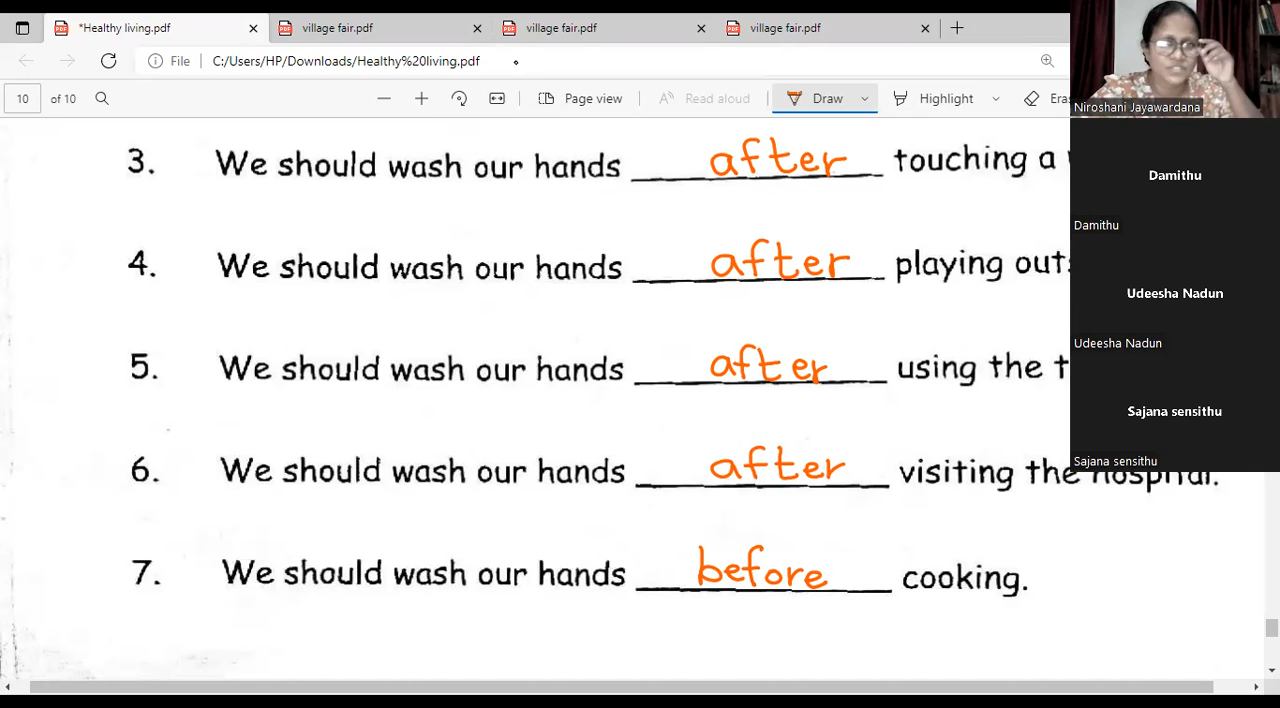 *Healthy living.pdf
village fair.pdf
village fair.pdf
village fair.pdf
File C:/Users/HP/Downloads/Healthy%20living.pdf
10 of 10
Page view
Read aloud
Draw
Highlight
Niroshani Jayawardana
Damithu
Damithu
Udeesha Nadun
Udeesha Nadun
Sajana sensithu
Sajana sensithu
3. We should wash our hands after touching a
4. We should wash our hands after playing
5. We should wash our hands after using the
6. We should wash our hands after visiting the hospital.
7. We should wash our hands before cooking.